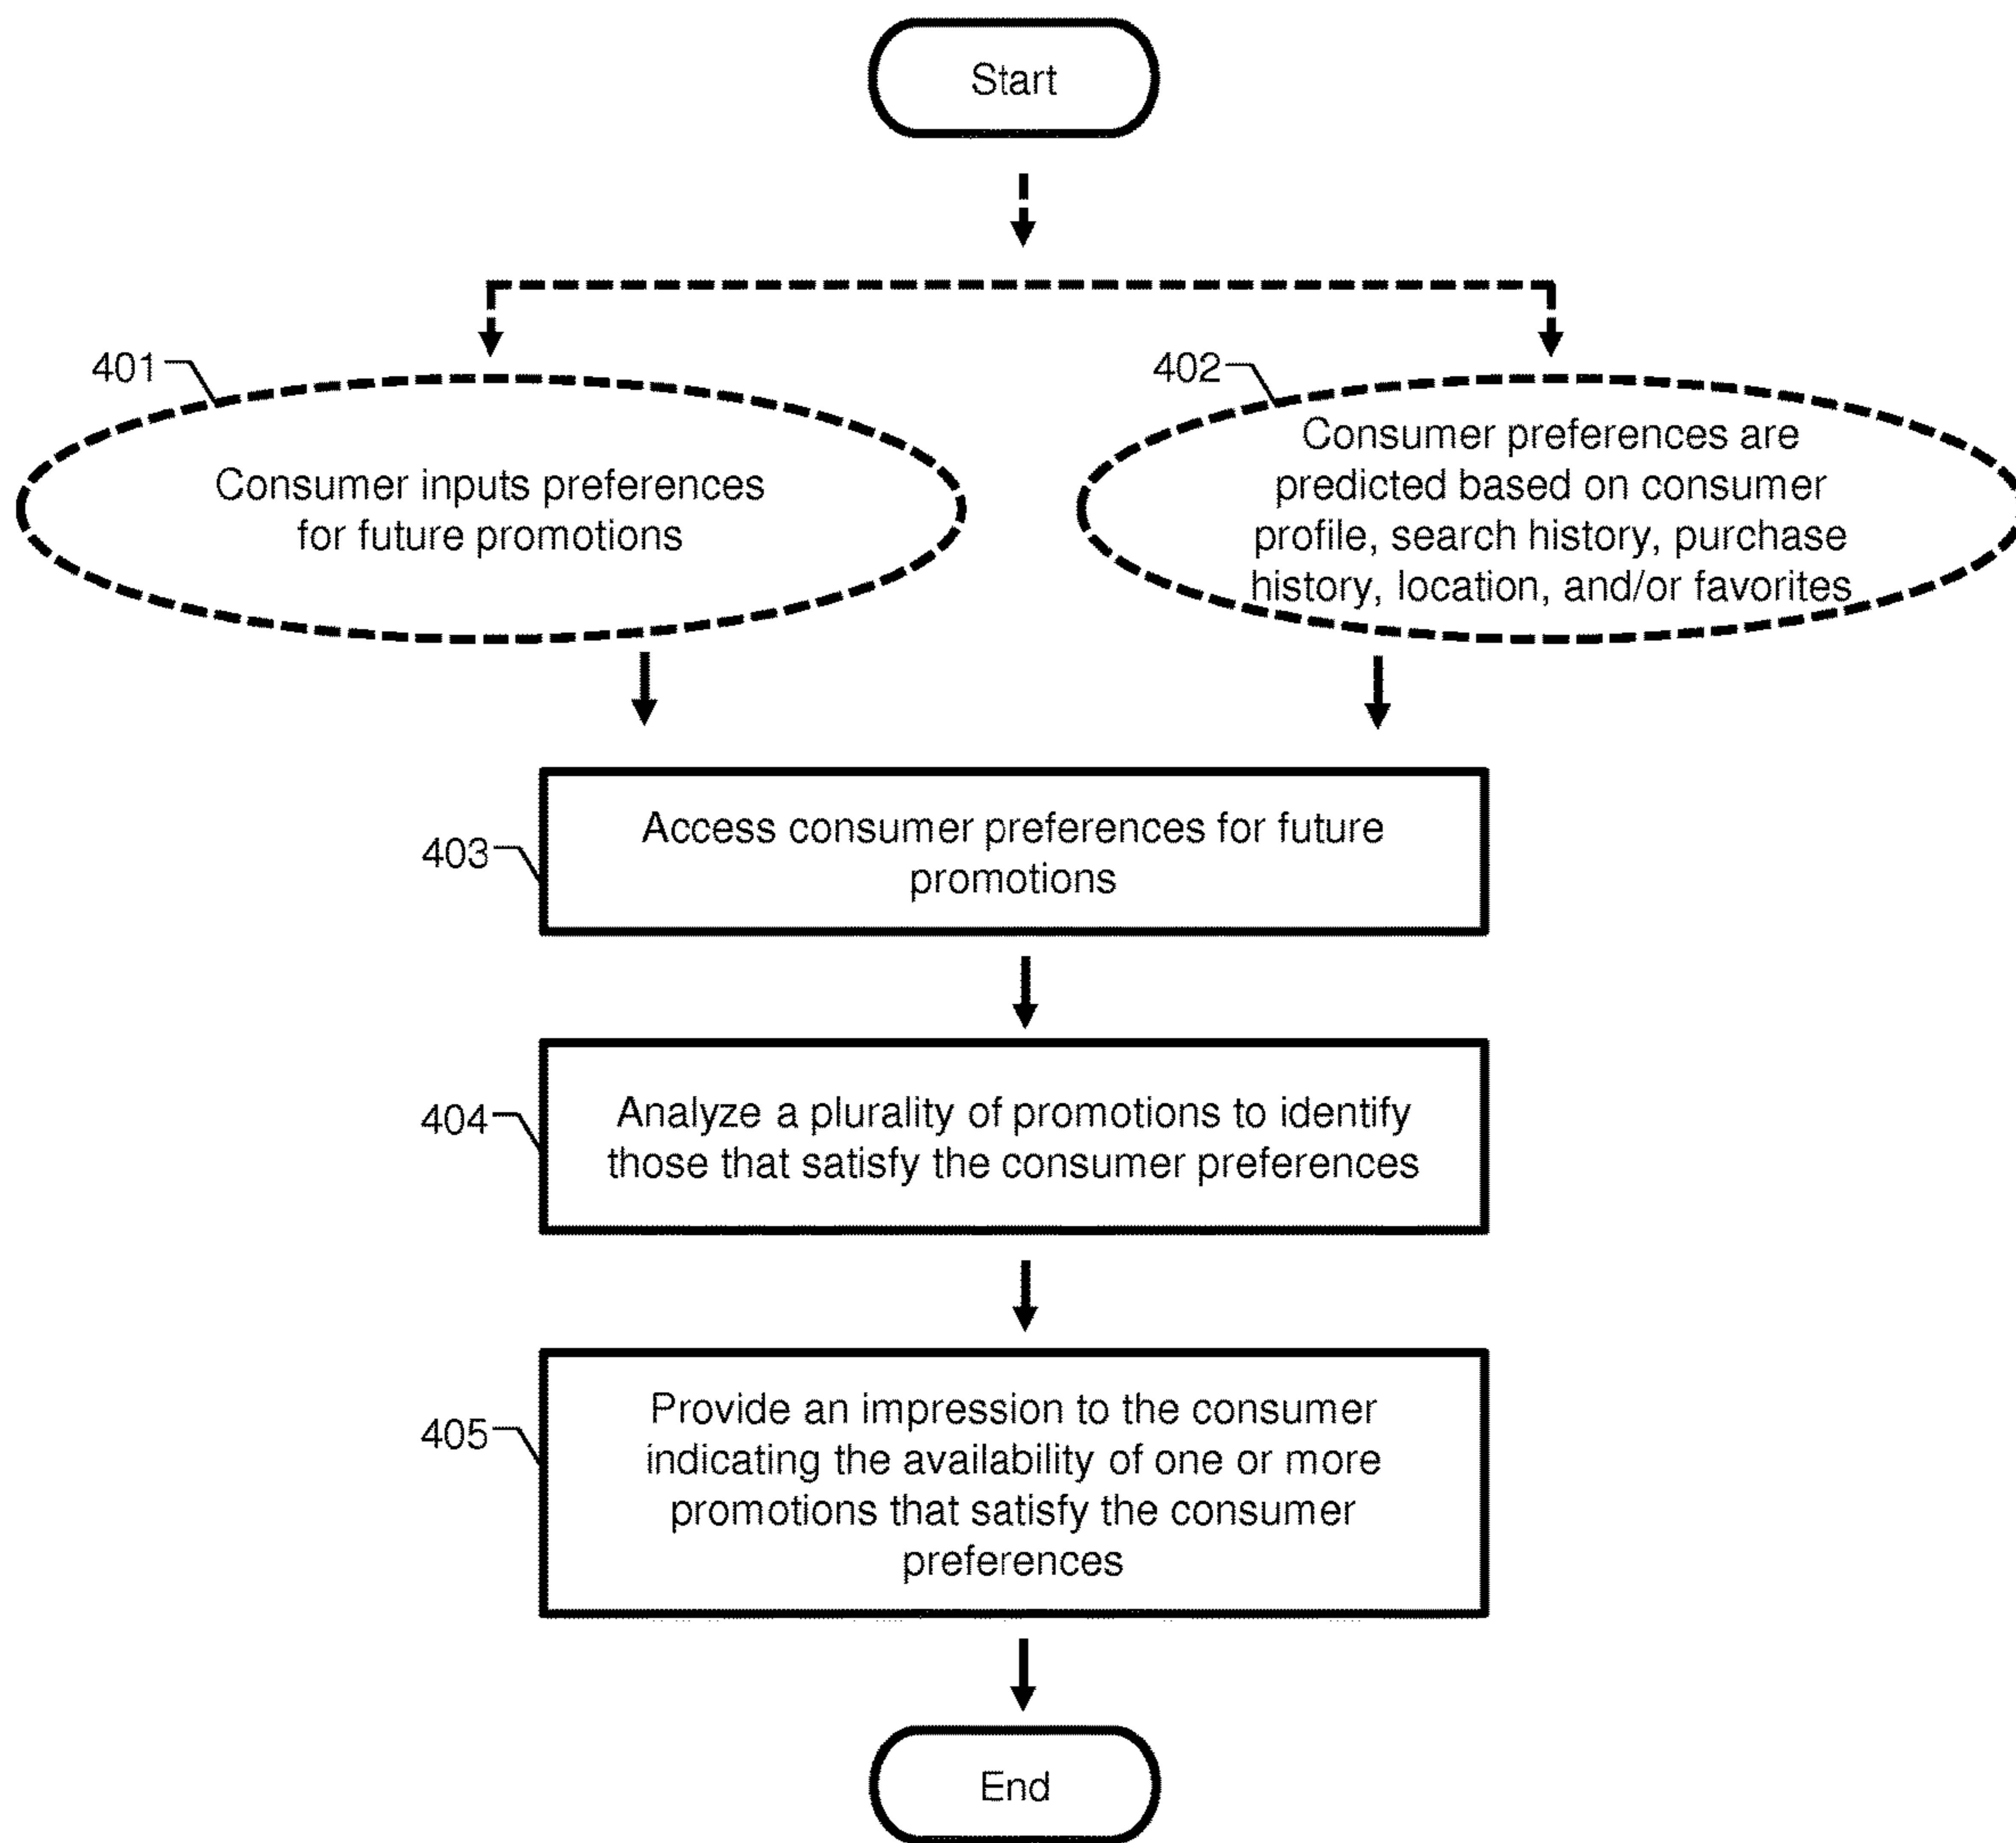 Start
401
Consumer inputs preferences
for future promotions
402
Consumer preferences are
predicted based on consumer
profile, search history, purchase
history, location, and/or favorites
403
Access consumer preferences for future
promotions
404
Analyze a plurality of promotions to identify
those that satisfy the consumer preferences
405
Provide an impression to the consumer
indicating the availability of one or more
promotions that satisfy the consumer
preferences
End